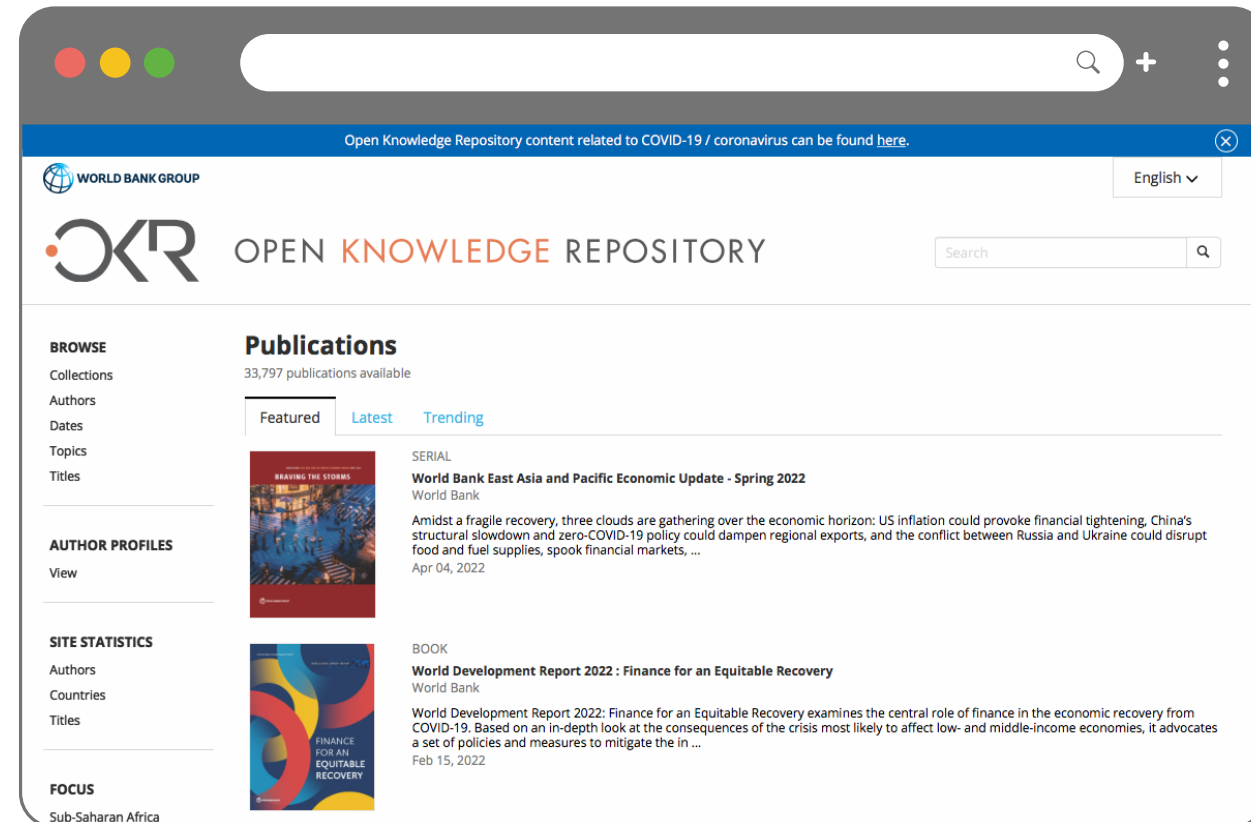 Open Knowledge Repository content related to COVID-19 / coronavirus can be found here.
WORLD BANK GROUP
English
OKR
OPEN KNOWLEDGE REPOSITORY
Search
BROWSE
Collections
Authors
Dates
Topics
Titles
AUTHOR PROFILES
View
SITE STATISTICS
Authors
Countries
Titles
FOCUS
Sub-Saharan Africa
Publications
33,797 publications available
Featured
Latest
Trending
BRAVING THE STORMS
SERIAL
World Bank East Asia and Pacific Economic Update - Spring 2022
World Bank
Amidst a fragile recovery, three clouds are gathering over the economic horizon: US inflation could provoke financial tightening, China's
structural slowdown and zero-COVID-19 policy could dampen regional exports, and the conflict between Russia and Ukraine could disrupt
food and fuel supplies, spook financial markets, ...
Apr 04, 2022
FINANCE
FOR AN
EQUITABLE
RECOVERY
BOOK
World Development Report 2022 : Finance for an Equitable Recovery
World Bank
World Development Report 2022: Finance for an Equitable Recovery examines the central role of finance in the economic recovery from
COVID-19. Based on an in-depth look at the consequences of the crisis most likely to affect low- and middle-income economies, it advocates
a set of policies and measures to mitigate the in ...
Feb 15, 2022